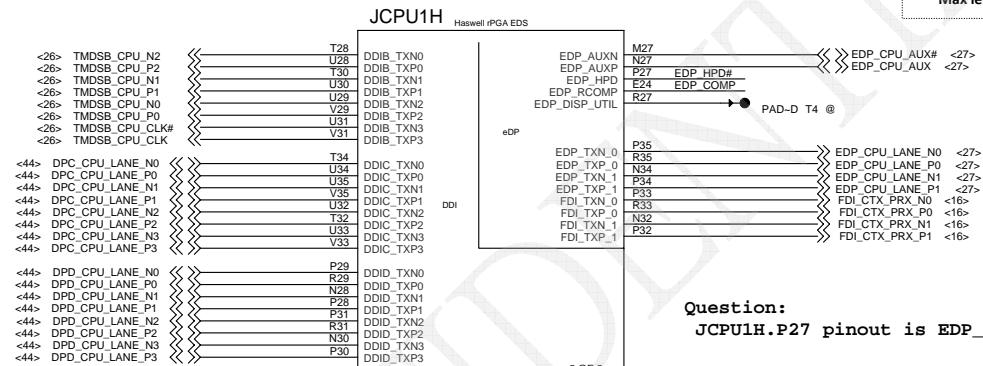 Max le
JCPU1H Haswell rPGA EDS
<26> TMDSB_CPU_N2 T28 DDIB_TXN0
<26> TMDSB_CPU_P2 U28 DDIB_TXP0
<26> TMDSB_CPU_N1 T30 DDIB_TXN1
<26> TMDSB_CPU_P1 U30 DDIB_TXP1
<26> TMDSB_CPU_N0 U29 DDIB_TXN2
<26> TMDSB_CPU_P0 V29 DDIB_TXP2
<26> TMDSB_CPU_CLK# U31 DDIB_TXN3
<26> TMDSB_CPU_CLK V31 DDIB_TXP3
<44> DPC_CPU_LANE_N0 T34 DDIC_TXN0
<44> DPC_CPU_LANE_P0 U34 DDIC_TXP0
<44> DPC_CPU_LANE_N1 U35 DDIC_TXN1
<44> DPC_CPU_LANE_P1 V35 DDIC_TXP1
<44> DPC_CPU_LANE_N2 U32 DDIC_TXN2
<44> DPC_CPU_LANE_P2 T32 DDIC_TXP2
<44> DPC_CPU_LANE_N3 U33 DDIC_TXN3
<44> DPC_CPU_LANE_P3 V33 DDIC_TXP3
<44> DPD_CPU_LANE_N0 P29 DDID_TXN0
<44> DPD_CPU_LANE_P0 R29 DDID_TXP0
<44> DPD_CPU_LANE_N1 N28 DDID_TXN1
<44> DPD_CPU_LANE_P1 P28 DDID_TXP1
<44> DPD_CPU_LANE_N2 P31 DDID_TXN2
<44> DPD_CPU_LANE_P2 R31 DDID_TXP2
<44> DPD_CPU_LANE_N3 N30 DDID_TXN3
<44> DPD_CPU_LANE_P3 P30 DDID_TXP3
eDP
DDI
EDP_AUXN M27 EDP_CPU_AUX# <27>
EDP_AUXP N27 EDP_CPU_AUX <27>
EDP_HPD P27 EDP_HPD#
EDP_RCOMP E24 EDP_COMP
EDP_DISP_UTIL R27 PAD~D T4 @
EDP_TXN_0 P35 EDP_CPU_LANE_N0 <27>
EDP_TXP_0 R35 EDP_CPU_LANE_P0 <27>
EDP_TXN_1 N34 EDP_CPU_LANE_N1 <27>
EDP_TXP_1 P34 EDP_CPU_LANE_P1 <27>
FDI_TXN_0 P33 FDI_CTX_PRX_N0 <16>
FDI_TXP_0 R33 FDI_CTX_PRX_P0 <16>
FDI_TXN_1 N32 FDI_CTX_PRX_N1 <16>
FDI_TXP_1 P32 FDI_CTX_PRX_P1 <16>
Question:
JCPU1H.P27 pinout is EDP_